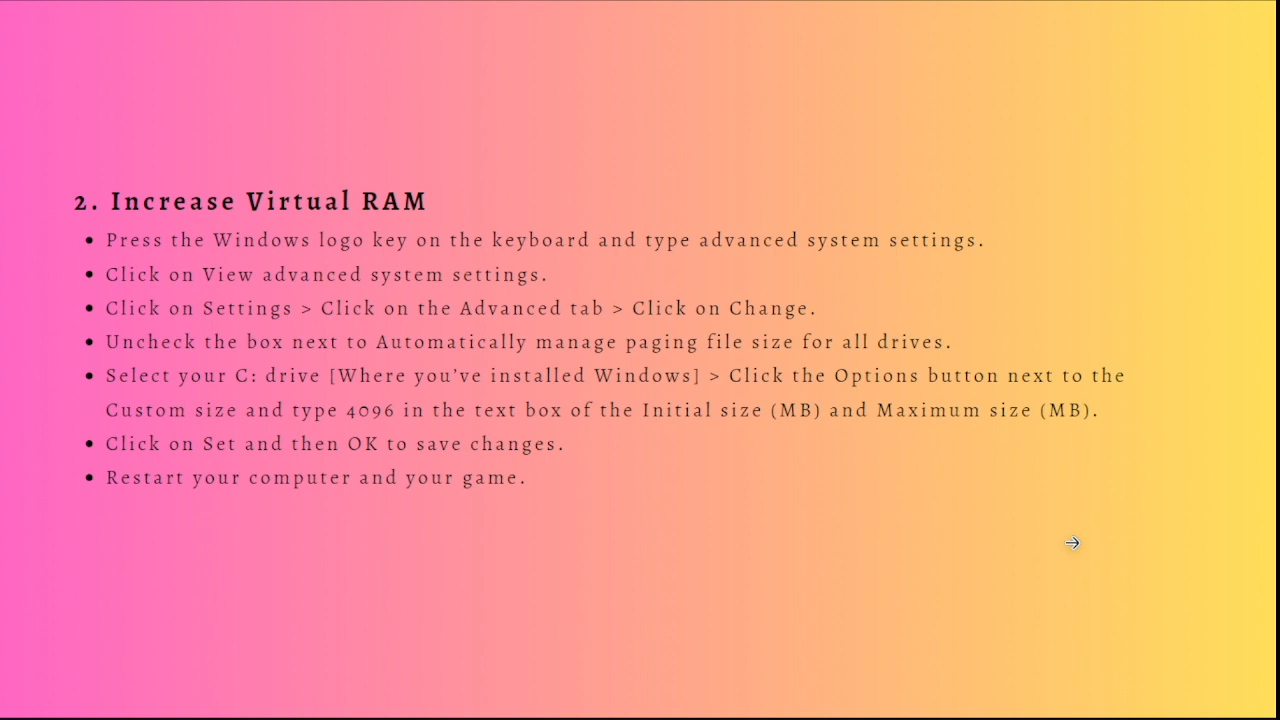 2. Increase Virtual RAM
• Press the Windows logo key on the keyboard and type advanced system settings.
• Click on View advanced system settings.
• Click on Settings > Click on the Advanced tab > Click on Change.
• Uncheck the box next to Automatically manage paging file size for all drives.
• Select your C: drive [Where you've installed Windows] > Click the Options button next to the
Custom size and type 4096 in the text box of the Initial size (MB) and Maximum size (MB).
• Click on Set and then OK to save changes.
• Restart your computer and your game.